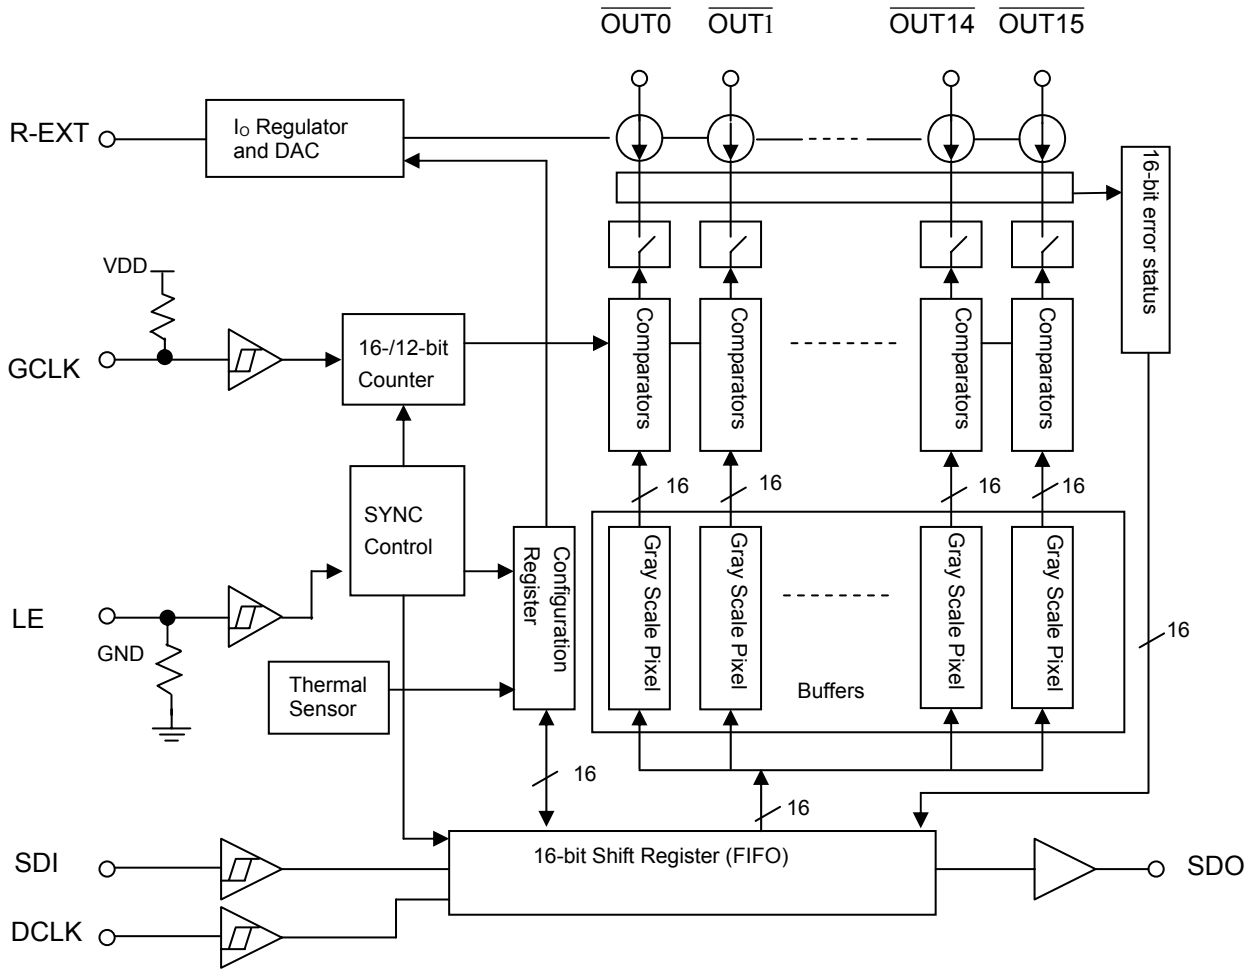 OUT0 OUT1 OUT14 OUT15
R-EXT
IO Regulator
and DAC
16-bit error status
VDD
GCLK
16-/12-bit
Counter
Comparators
Comparators
Comparators
Comparators
16 16 16 16
SYNC
Control
Configuration
Register
Gray Scale Pixel
Gray Scale Pixel
Gray Scale Pixel
Gray Scale Pixel
Buffers
LE
GND
16
Thermal
Sensor
16
16
16-bit Shift Register (FIFO)
SDI
SDO
DCLK